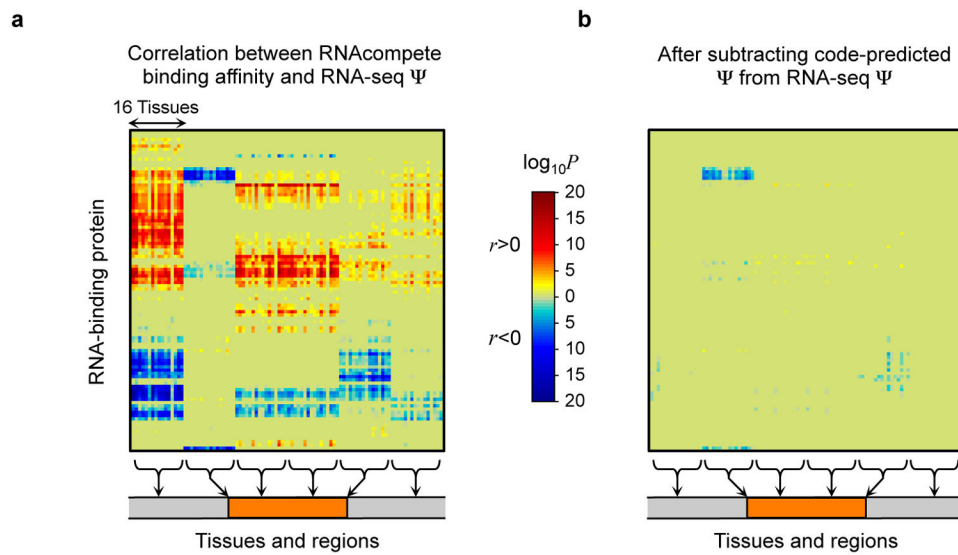 a
Correlation between RNAcompete
binding affinity and RNA-seq Ψ
16 Tissues
RNA-binding protein
Tissues and regions
log₁₀P
r>0
r<0
20
15
10
5
0
5
10
15
20
b
After subtracting code-predicted
Ψ from RNA-seq Ψ
Tissues and regions